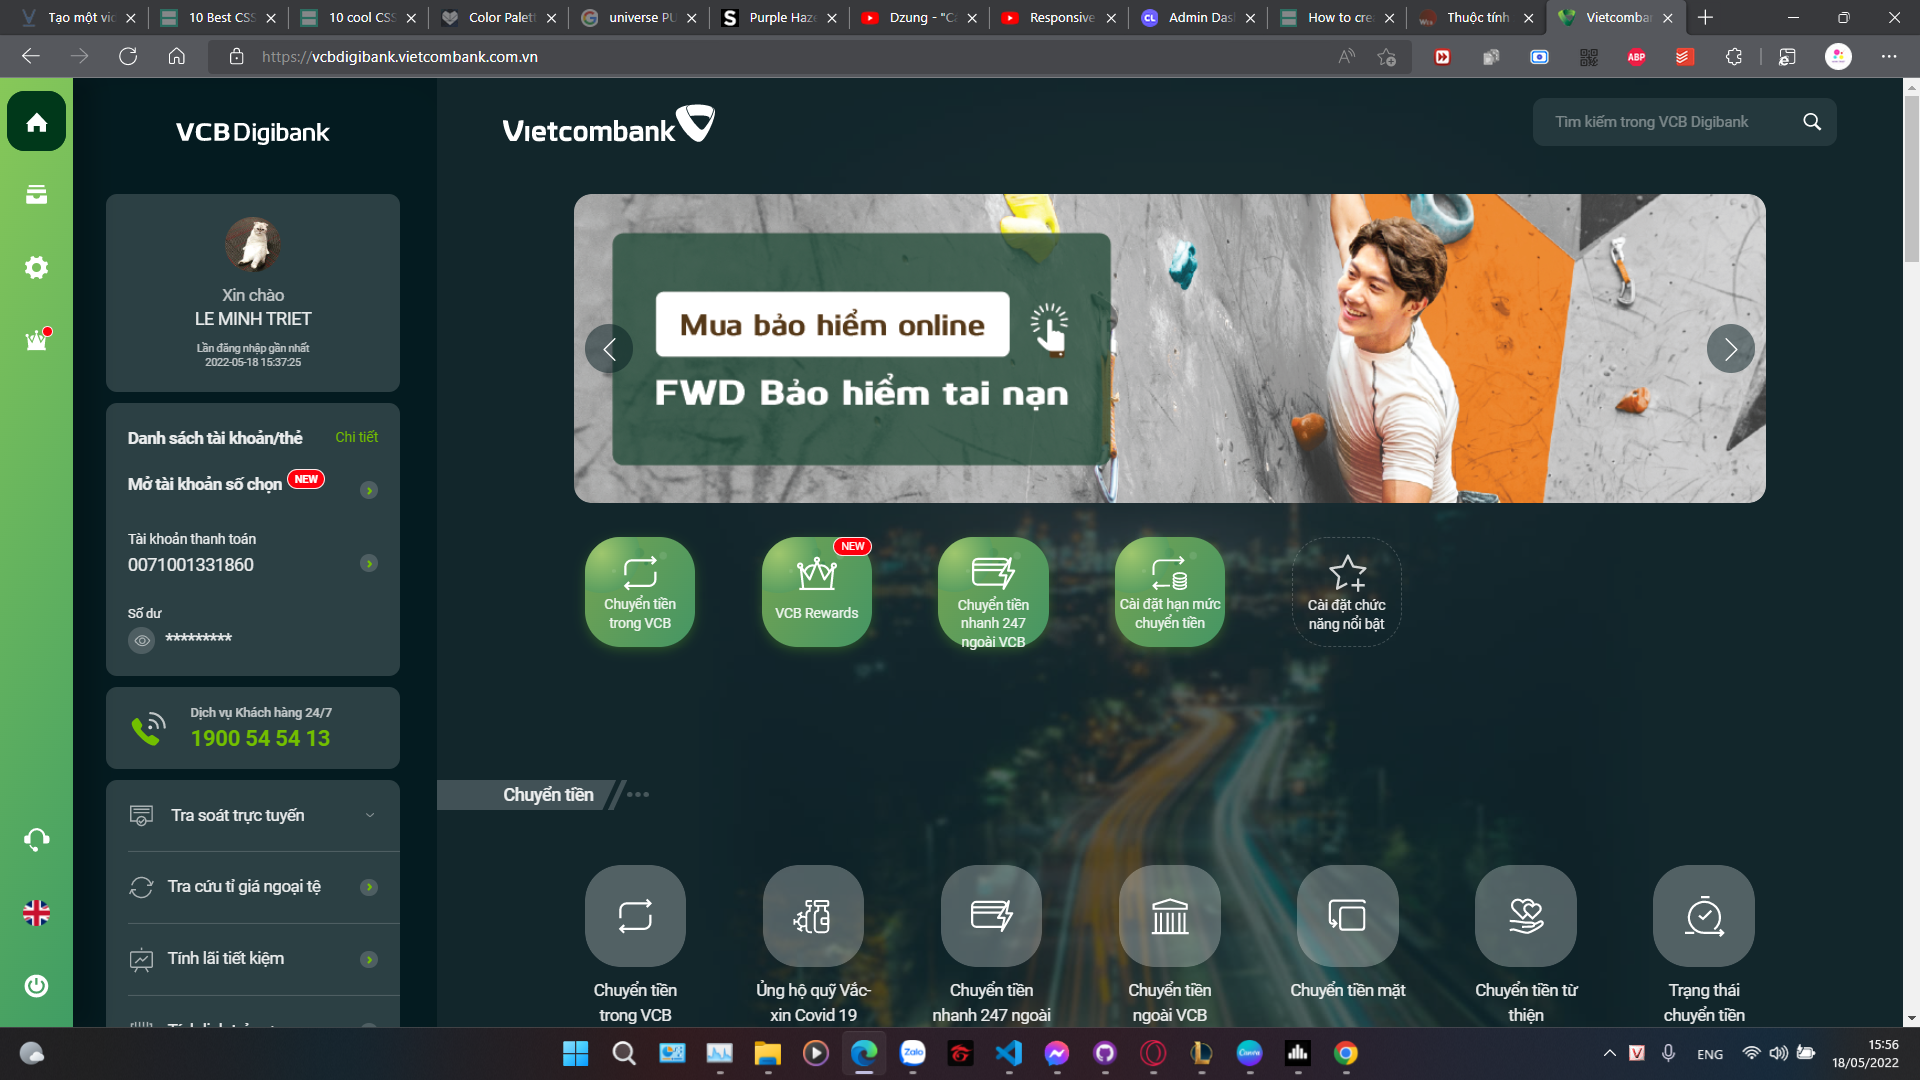 Tạo một vi
10 Best CSS
10 cool CSS
Color Palet
universe PU
Purple Haze
Dzung - "Cả
Responsive
Admin Das
How to cre
Thuộc tính
Vietcomba
https://vcbdigibank.vietcombank.com.vn
VCB Digibank
Vietcombank
Tìm kiếm trong VCB Digibank
Xin chào
LE MINH TRIET
Lần đăng nhập gần nhất
2022-05-18 15:37:25
Mua bảo hiểm online
FWD Bảo hiểm tai nạn
Danh sách tài khoản/thẻ
Chi tiết
Mở tài khoản số chọn NEW
Tài khoản thanh toán
0071001331860
Số dư
*********
Chuyển tiền
trong VCB
NEW
VCB Rewards
Chuyển tiền
nhanh 247
ngoài VCB
Cài đặt hạn mức
chuyển tiền
Cài đặt chức
năng nổi bật
Dịch vụ Khách hàng 24/7
1900 54 54 13
Tra soát trực tuyến
Tra cứu tỉ giá ngoại tệ
Tính lãi tiết kiệm
Chuyển tiền
Chuyển tiền
trong VCB
Ủng hộ quỹ Vắc-
xin Covid 19
Chuyển tiền
nhanh 247 ngoài
Chuyển tiền
ngoài VCB
Chuyển tiền mặt
Chuyển tiền từ
thiện
Trạng thái
chuyển tiền
ABP
Zalo
Canva
V
ENG
15:56
18/05/2022